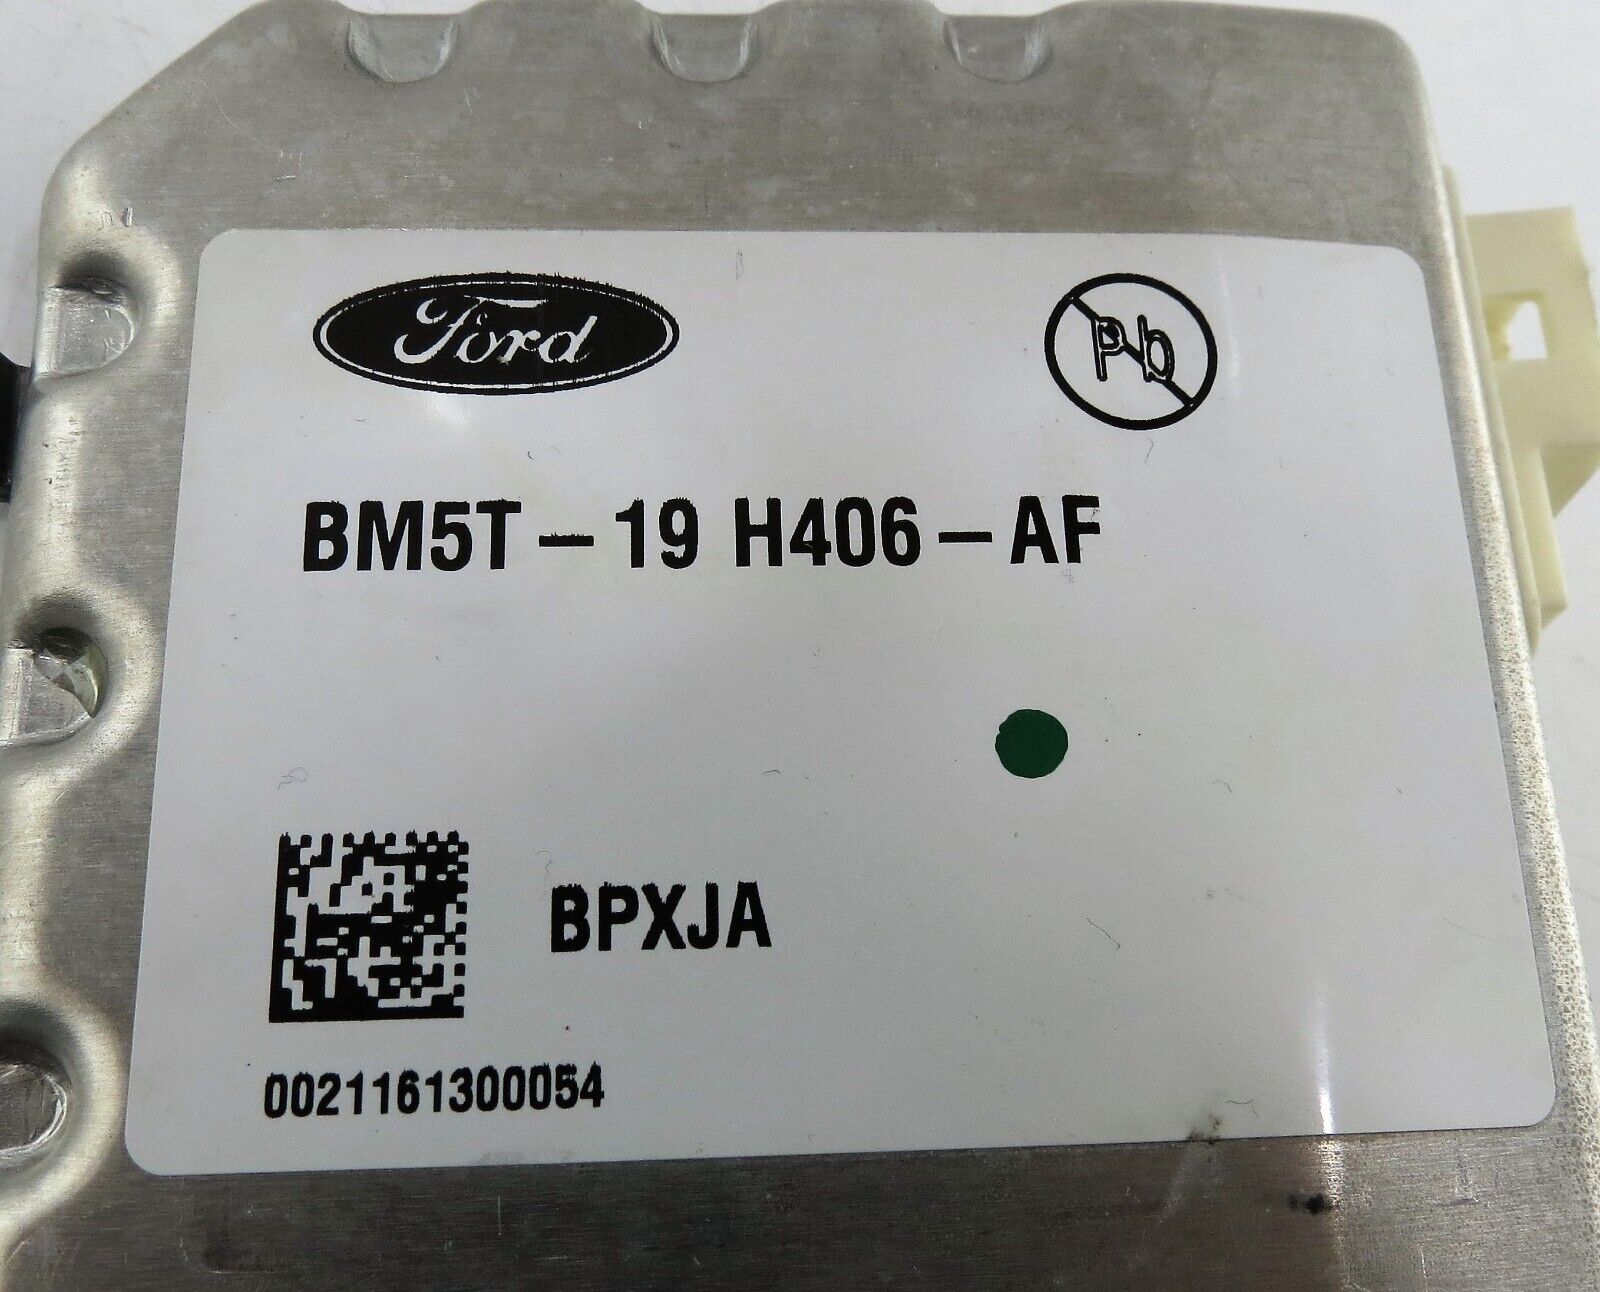 Ford
Pb
BM5T-19 H406-AF
BPXJA
0021161300054